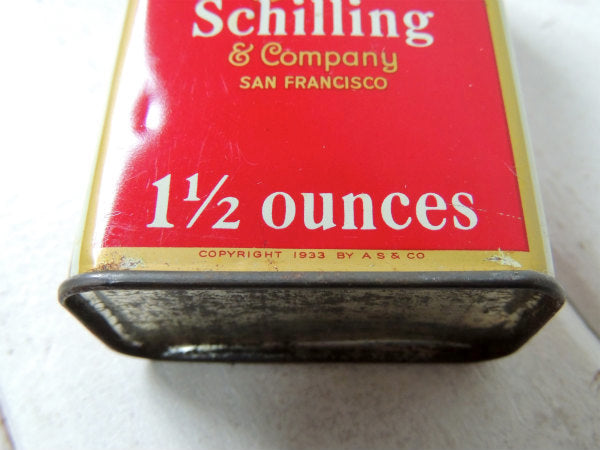 Schilling
& Company
SAN FRANCISCO
1½ ounces
COPYRIGHT 1933 BY A S & CO